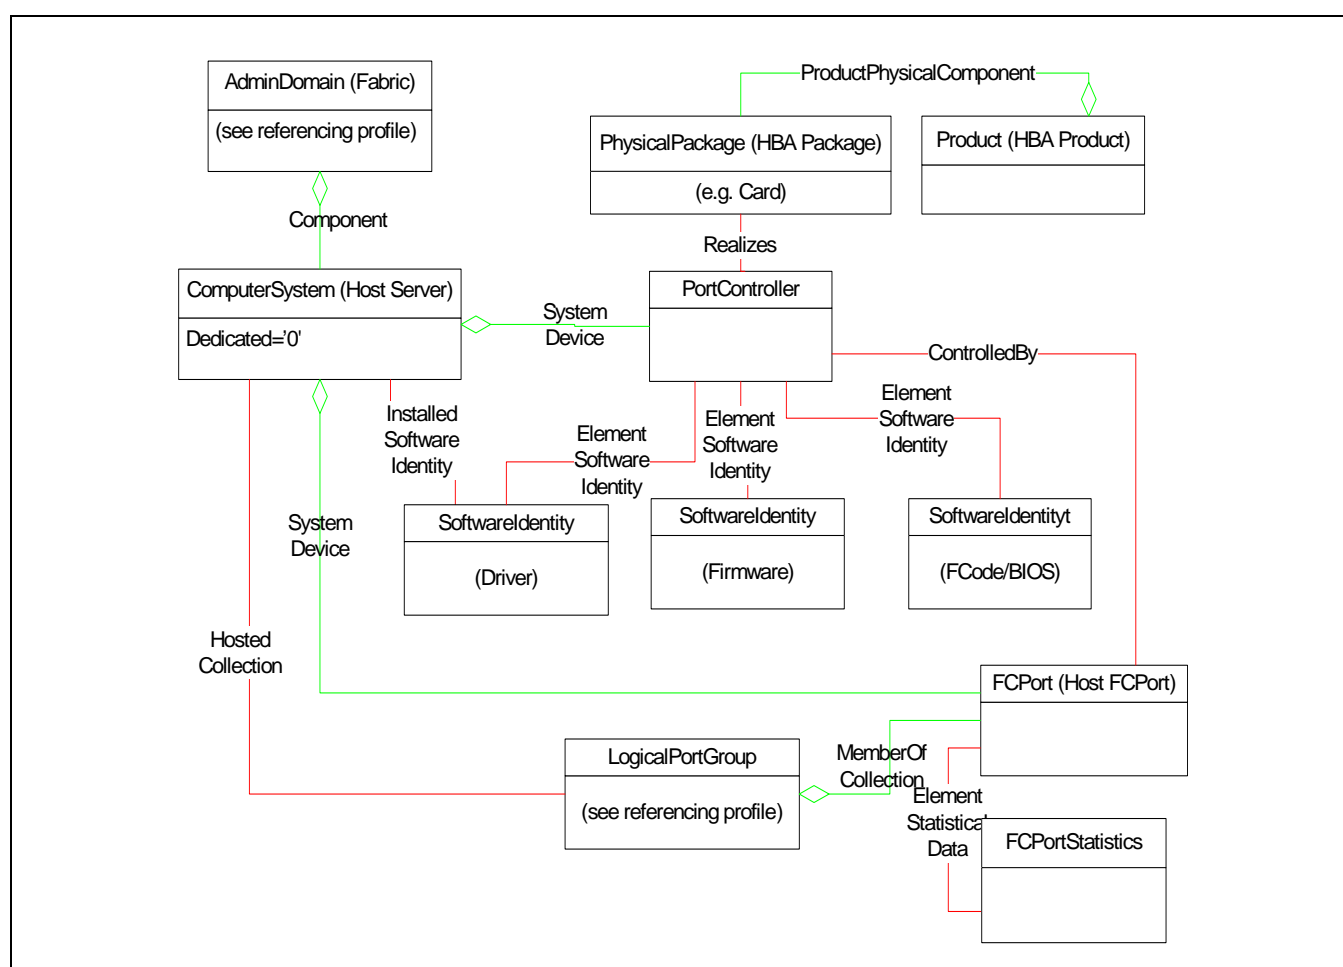 AdminDomain (Fabric)
(see referencing profile)
ProductPhysicalComponent
PhysicalPackage (HBA Package)
(e.g. Card)
Product (HBA Product)
Component
Realizes
ComputerSystem (Host Server)
Dedicated='0'
System
Device
PortController
ControlledBy
Installed
Software
Identity
Element
Software
Identity
Element
Software
Identity
Element
Software
Identity
SoftwareIdentity
(Driver)
SoftwareIdentity
(Firmware)
SoftwareIdentityt
(FCode/BIOS)
System
Device
Hosted
Collection
FCPort (Host FCPort)
LogicalPortGroup
(see referencing profile)
MemberOf
Collection
Element
Statistical
Data
FCPortStatistics